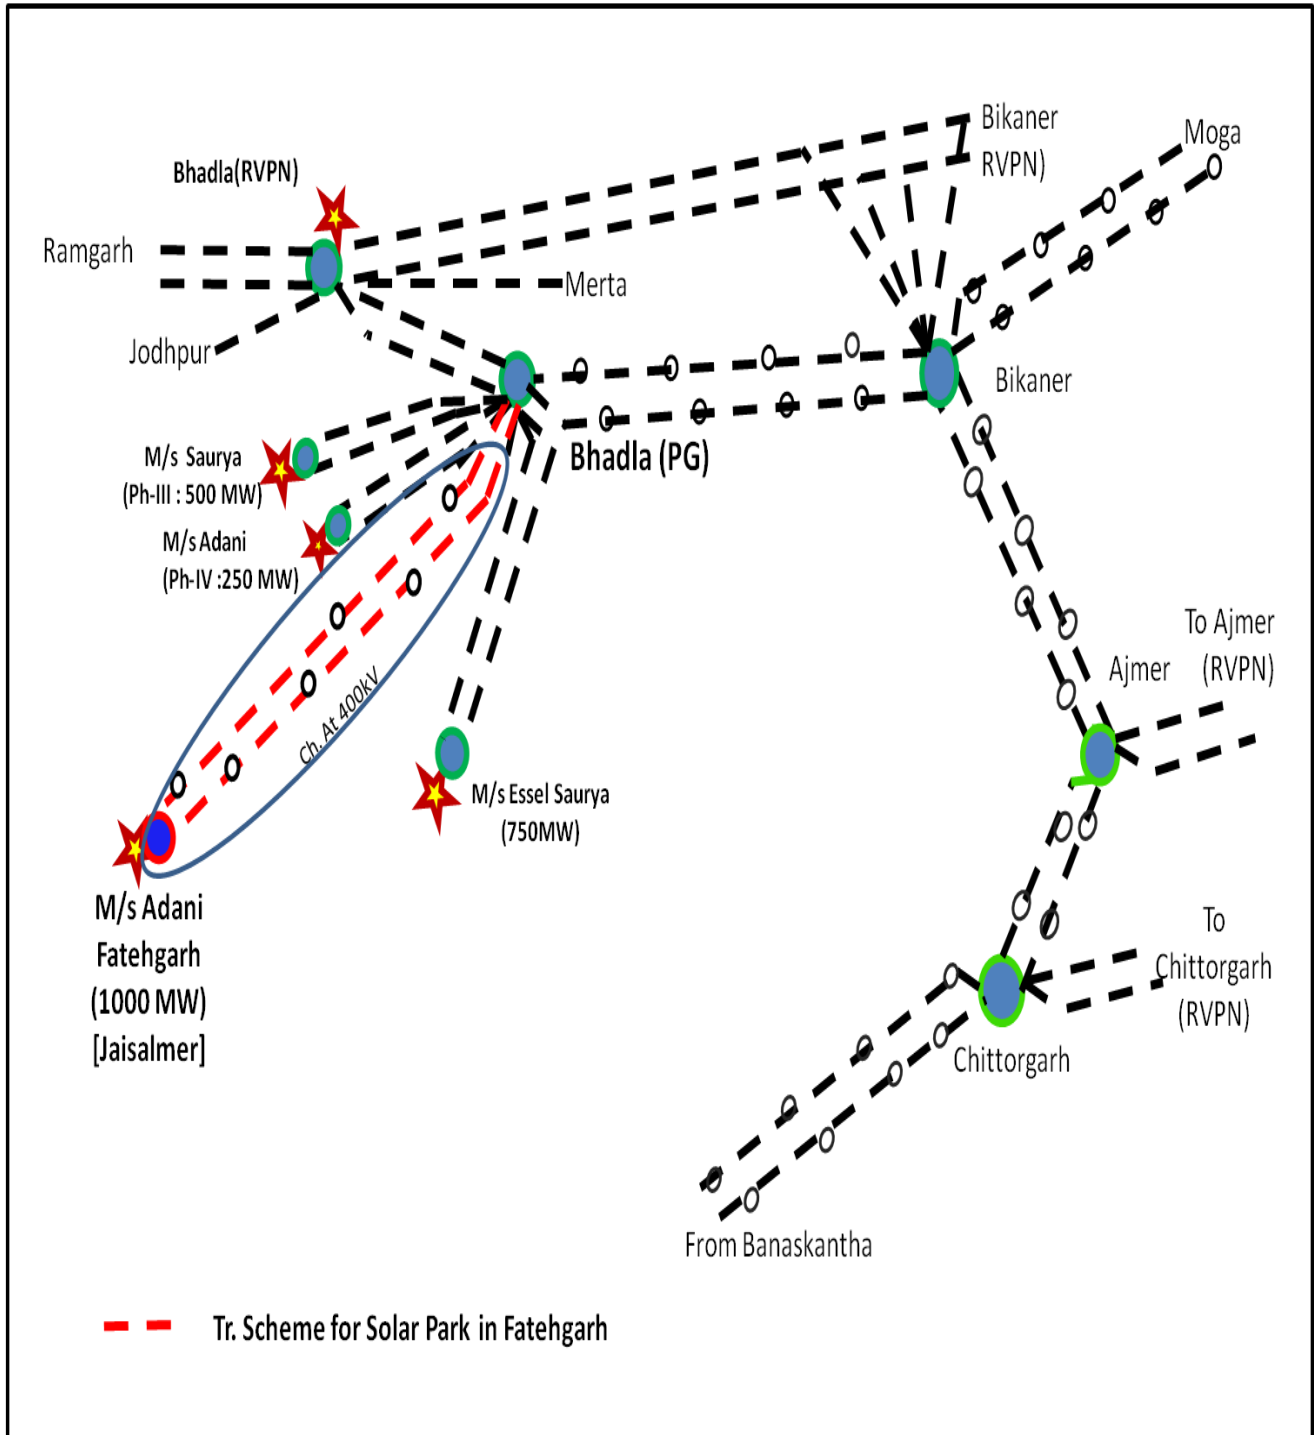 Bikaner
RVPN)
Moga
Bhadla(RVPN)
Ramgarh
Merta
Jodhpur
Bikaner
Bhadla (PG)
M/s Saurya
(Ph-III : 500 MW)
M/s Adani
(Ph-IV :250 MW)
To Ajmer
(RVPN)
Ajmer
Ch. At 400kV
M/s Essel Saurya
(750MW)
M/s Adani
Fatehgarh
(1000 MW)
[Jaisalmer]
To
Chittorgarh
(RVPN)
Chittorgarh
From Banaskantha
Tr. Scheme for Solar Park in Fatehgarh